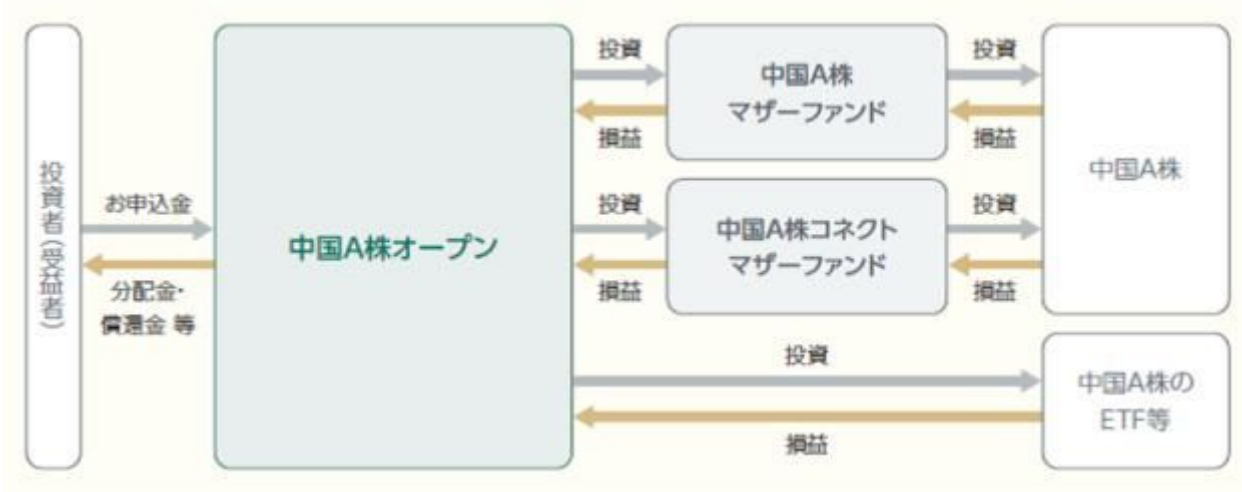 投資者(受益者)
お申込金
分配金・
償還金 等
中国A株オープン
投資
損益
中国A株
マザーファンド
投資
損益
投資
損益
中国A株コネクト
マザーファンド
投資
損益
中国A株
投資
損益
中国A株の
ETF等